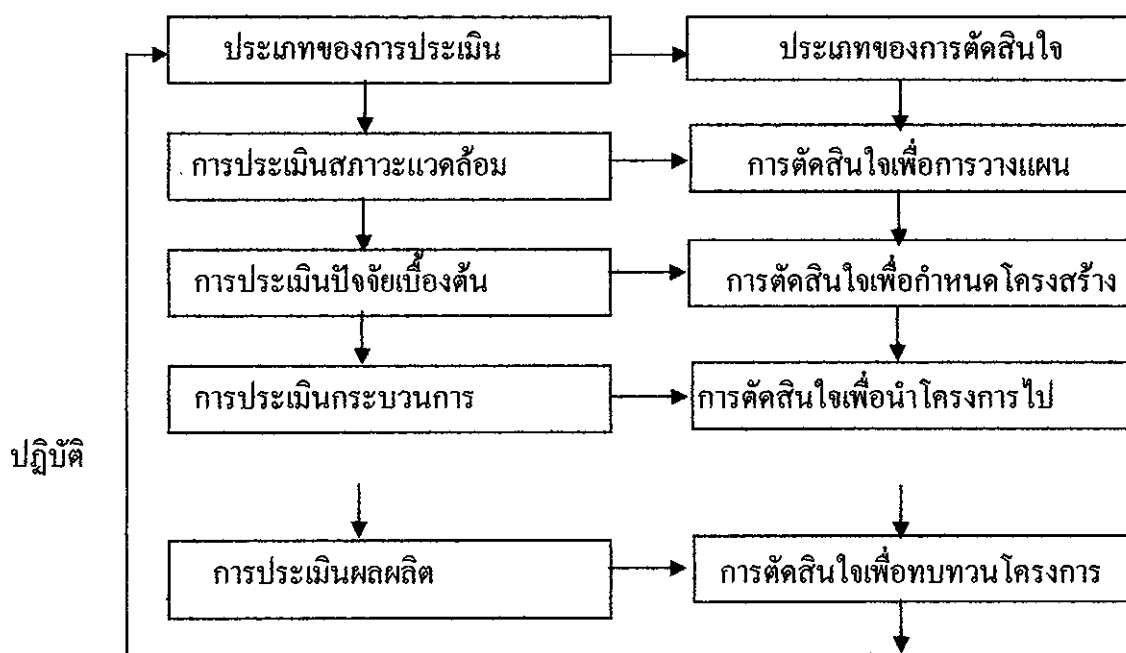 ประเภทของการประเมิน
ประเภทของการตัดสินใจ
การประเมินสภาวะแวดล้อม
การตัดสินใจเพื่อการวางแผน
การประเมินปัจจัยเบื้องต้น
การตัดสินใจเพื่อกำหนดโครงสร้าง
การประเมินกระบวนการ
การตัดสินใจเพื่อนำโครงการไป
ปฏิบัติ
การประเมินผลผลิต
การตัดสินใจเพื่อทบทวนโครงการ